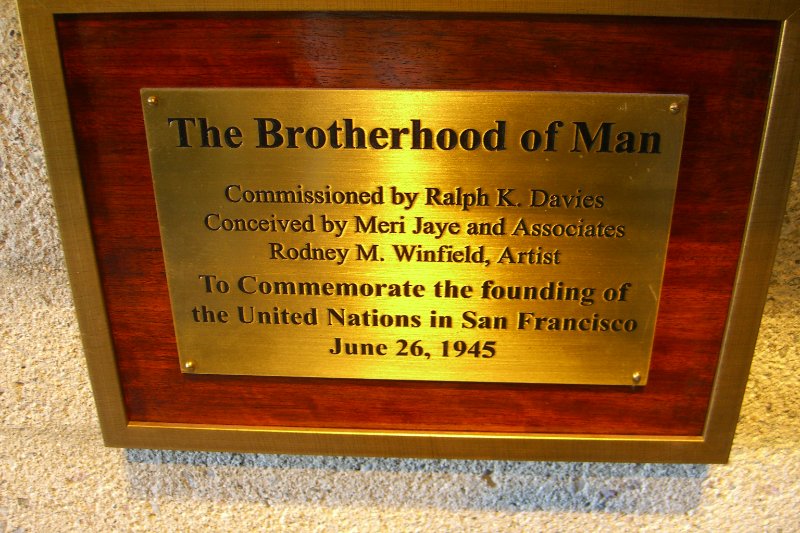 The Brotherhood of Man
Commissioned by Ralph K. Davies
Conceived by Meri Jaye and Associates
Rodney M. Winfield, Artist
To Commemorate the founding of
the United Nations in San Francisco
June 26, 1945